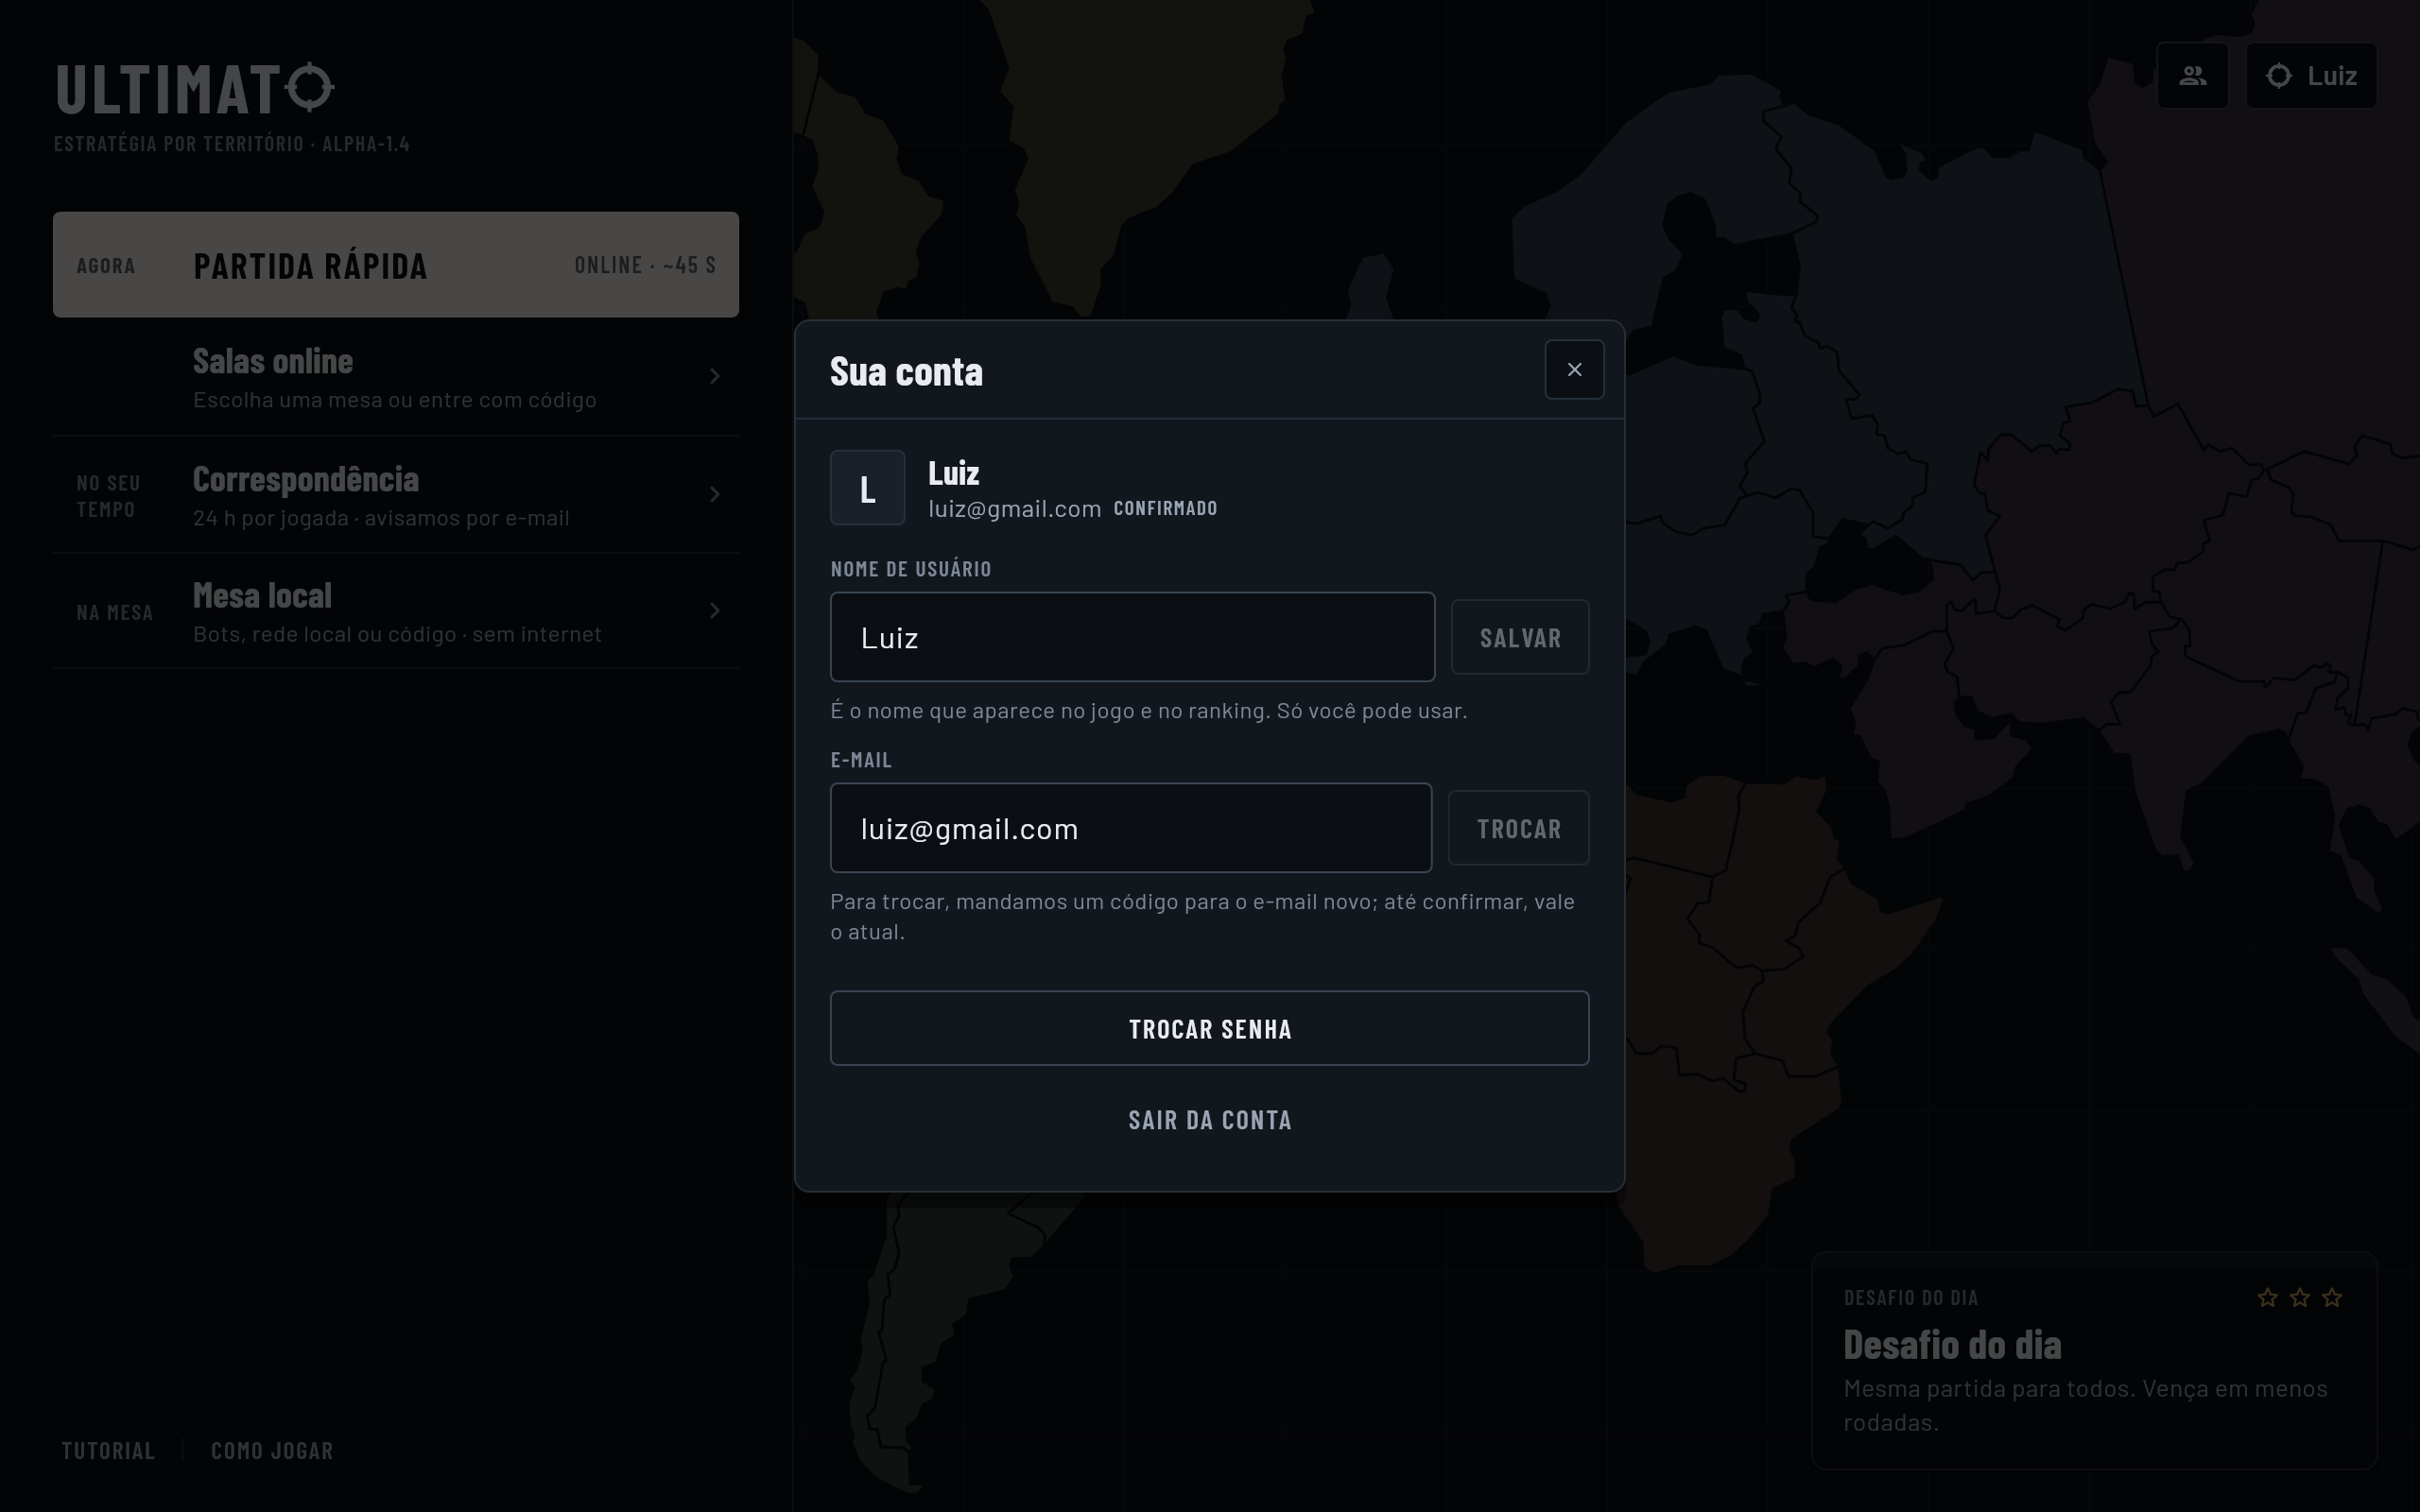 ULTIMATO
ESTRATÉGIA POR TERRITÓRIO · ALPHA-1.4
Luiz
AGORA PARTIDA RÁPIDA ONLINE · ~45 S
Salas online
Escolha uma mesa ou entre com código
NO SEU
TEMPO
Correspondência
24 h por jogada · avisamos por e-mail
NA MESA
Mesa local
Bots, rede local ou código · sem internet
TUTORIAL
COMO JOGAR
Sua conta
L
Luiz
luiz@gmail.com CONFIRMADO
NOME DE USUÁRIO
Luiz
SALVAR
É o nome que aparece no jogo e no ranking. Só você pode usar.
E-MAIL
luiz@gmail.com
TROCAR
Para trocar, mandamos um código para o e-mail novo; até confirmar, vale
o atual.
TROCAR SENHA
SAIR DA CONTA
DESAFIO DO DIA
Desafio do dia
Mesma partida para todos. Vença em menos
rodadas.